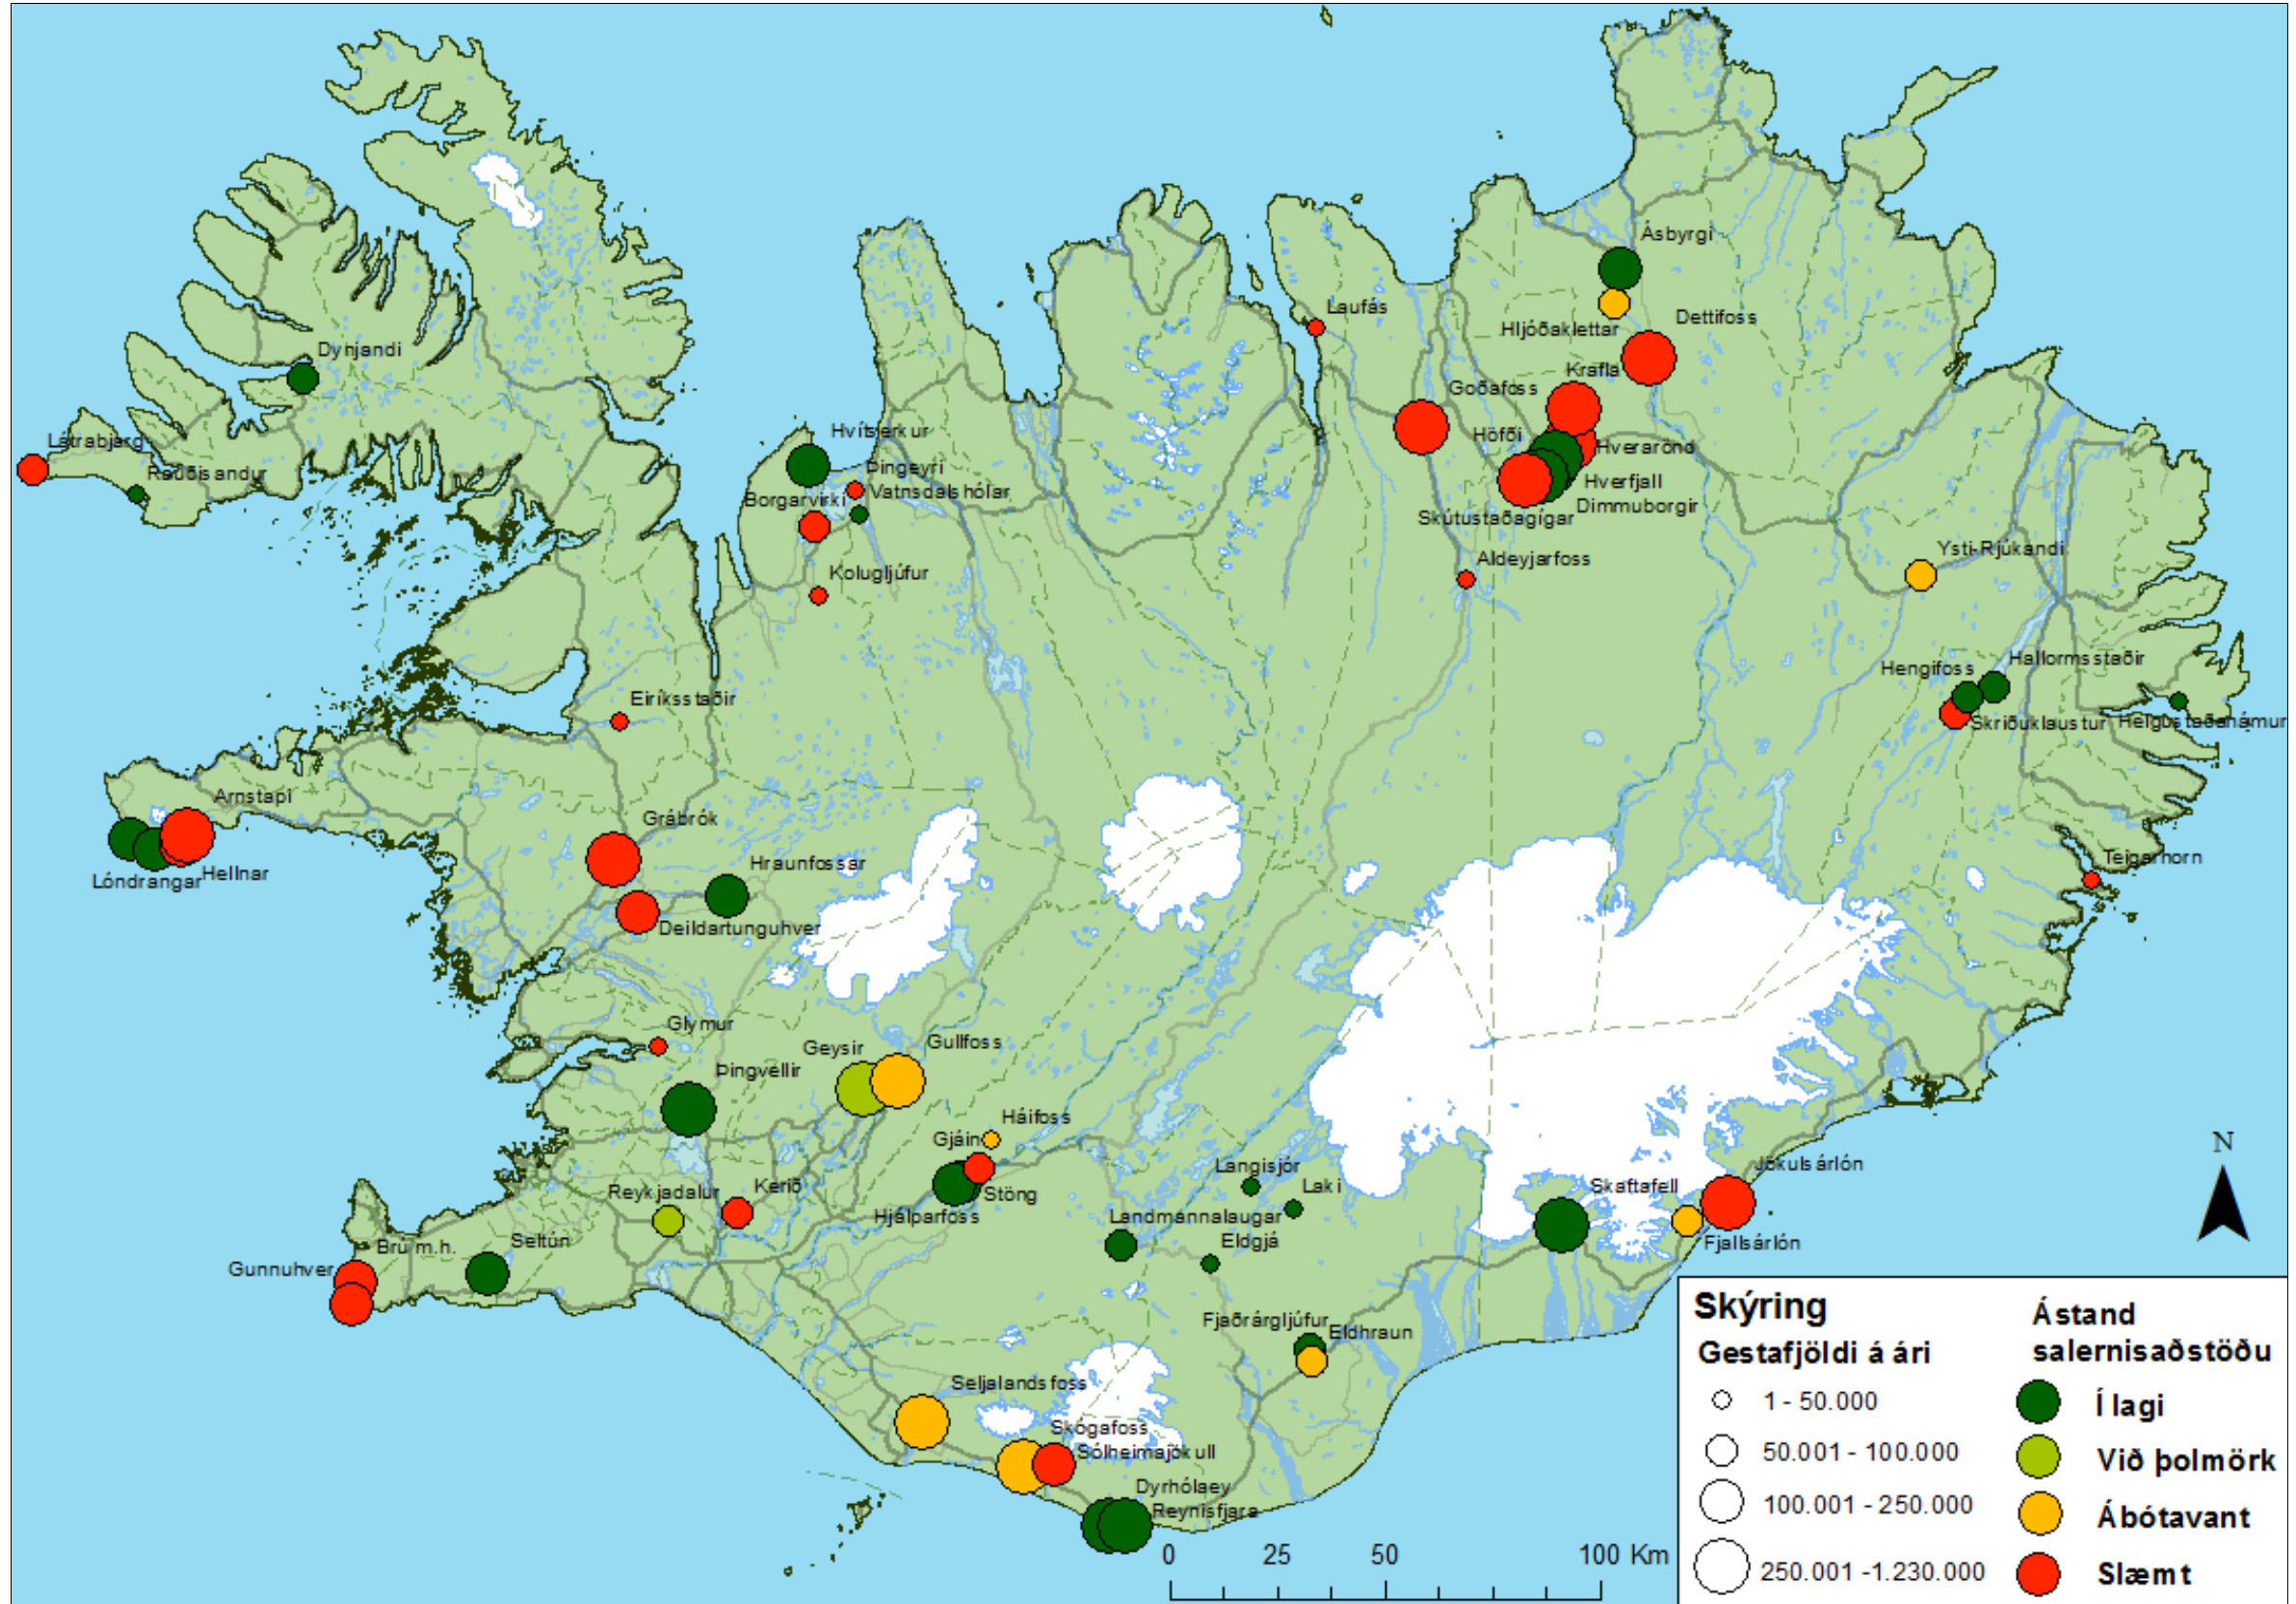 Ásbyrgi
Laufás
Hljóðaklettar
Dettifoss
Dynjandi
Krafla
Goðafoss
Látrabjarg
Rauðisandur
Hvítserkur
Höfði
Hverarönd
Þingeyri
Borgarvirki
Vatnsdalshólar
Hverfjall
Dimmuborgir
Skútustaðagígar
Aldeyjarfoss
Ysti-Rjúkandi
Kolugljúfur
Hengifoss
Hallormsstaðir
Eiríksstaðir
Skriðuklaustur
Helgustaðanámur
Arnstapi
Grábrók
Hraunfossar
Teigarhorn
Lóndrangar
Hellnar
Deildartunguhver
Glymur
Geysir
Gullfoss
Þingvellir
Háifoss
Gjáin
N
Langisjór
Laki
Jökulsárlón
Reykjadalur
Kerið
Stöng
Skaftafell
Hjálparfoss
Landmannalaugar
Brú m.h.
Seltún
Eldgjá
Fjallsárlón
Gunnuhver
Fjaðrárgljúfur
Eldhraun
Seljalandsfoss
Skógafoss
Sólheimajökull
Dyrhólaey
Reynisfjara
0 25 50 100 Km
Skýring
Gestafjöldi á ári
1 - 50.000
50.001 - 100.000
100.001 - 250.000
250.001 -1.230.000
Ástand
salernisaðstöðu
Í lagi
Við þolmörk
Ábótavant
Slæmt